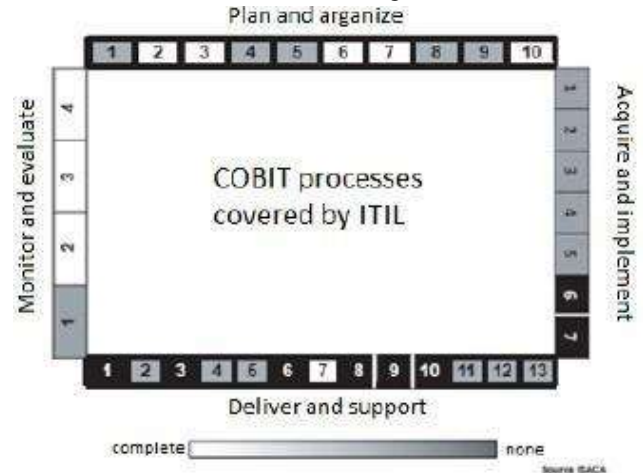 Plan and arganize
1 2 3 4 5 6 7 8 9 10
Monitor and evaluate
4
3
2
1
COBIT processes
covered by ITIL
1
2
3
4
5
6
7
Acquire and implement
1 2 3 4 5 6 7 8 9 10 11 12 13
Deliver and support
complete none
Source ISACA